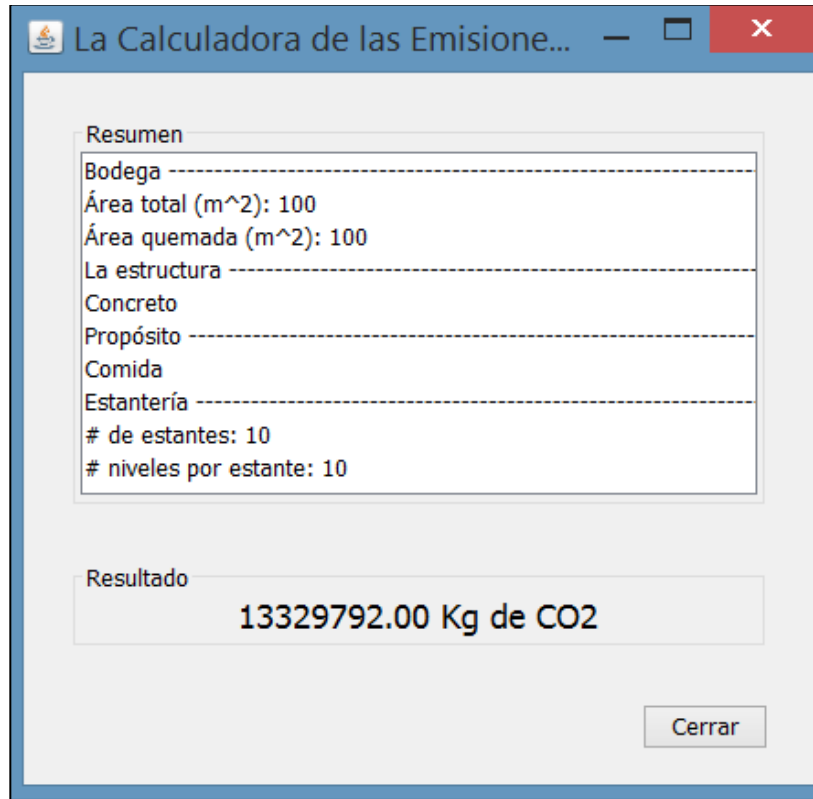 La Calculadora de las Emisione...
Resumen
Bodega ----------------------------------------------------------------
Área total (m^2): 100
Área quemada (m^2): 100
La estructura ---------------------------------------------------------
Concreto
Propósito -------------------------------------------------------------
Comida
Estantería ------------------------------------------------------------
# de estantes: 10
# niveles por estante: 10
Resultado
13329792.00 Kg de CO2
Cerrar